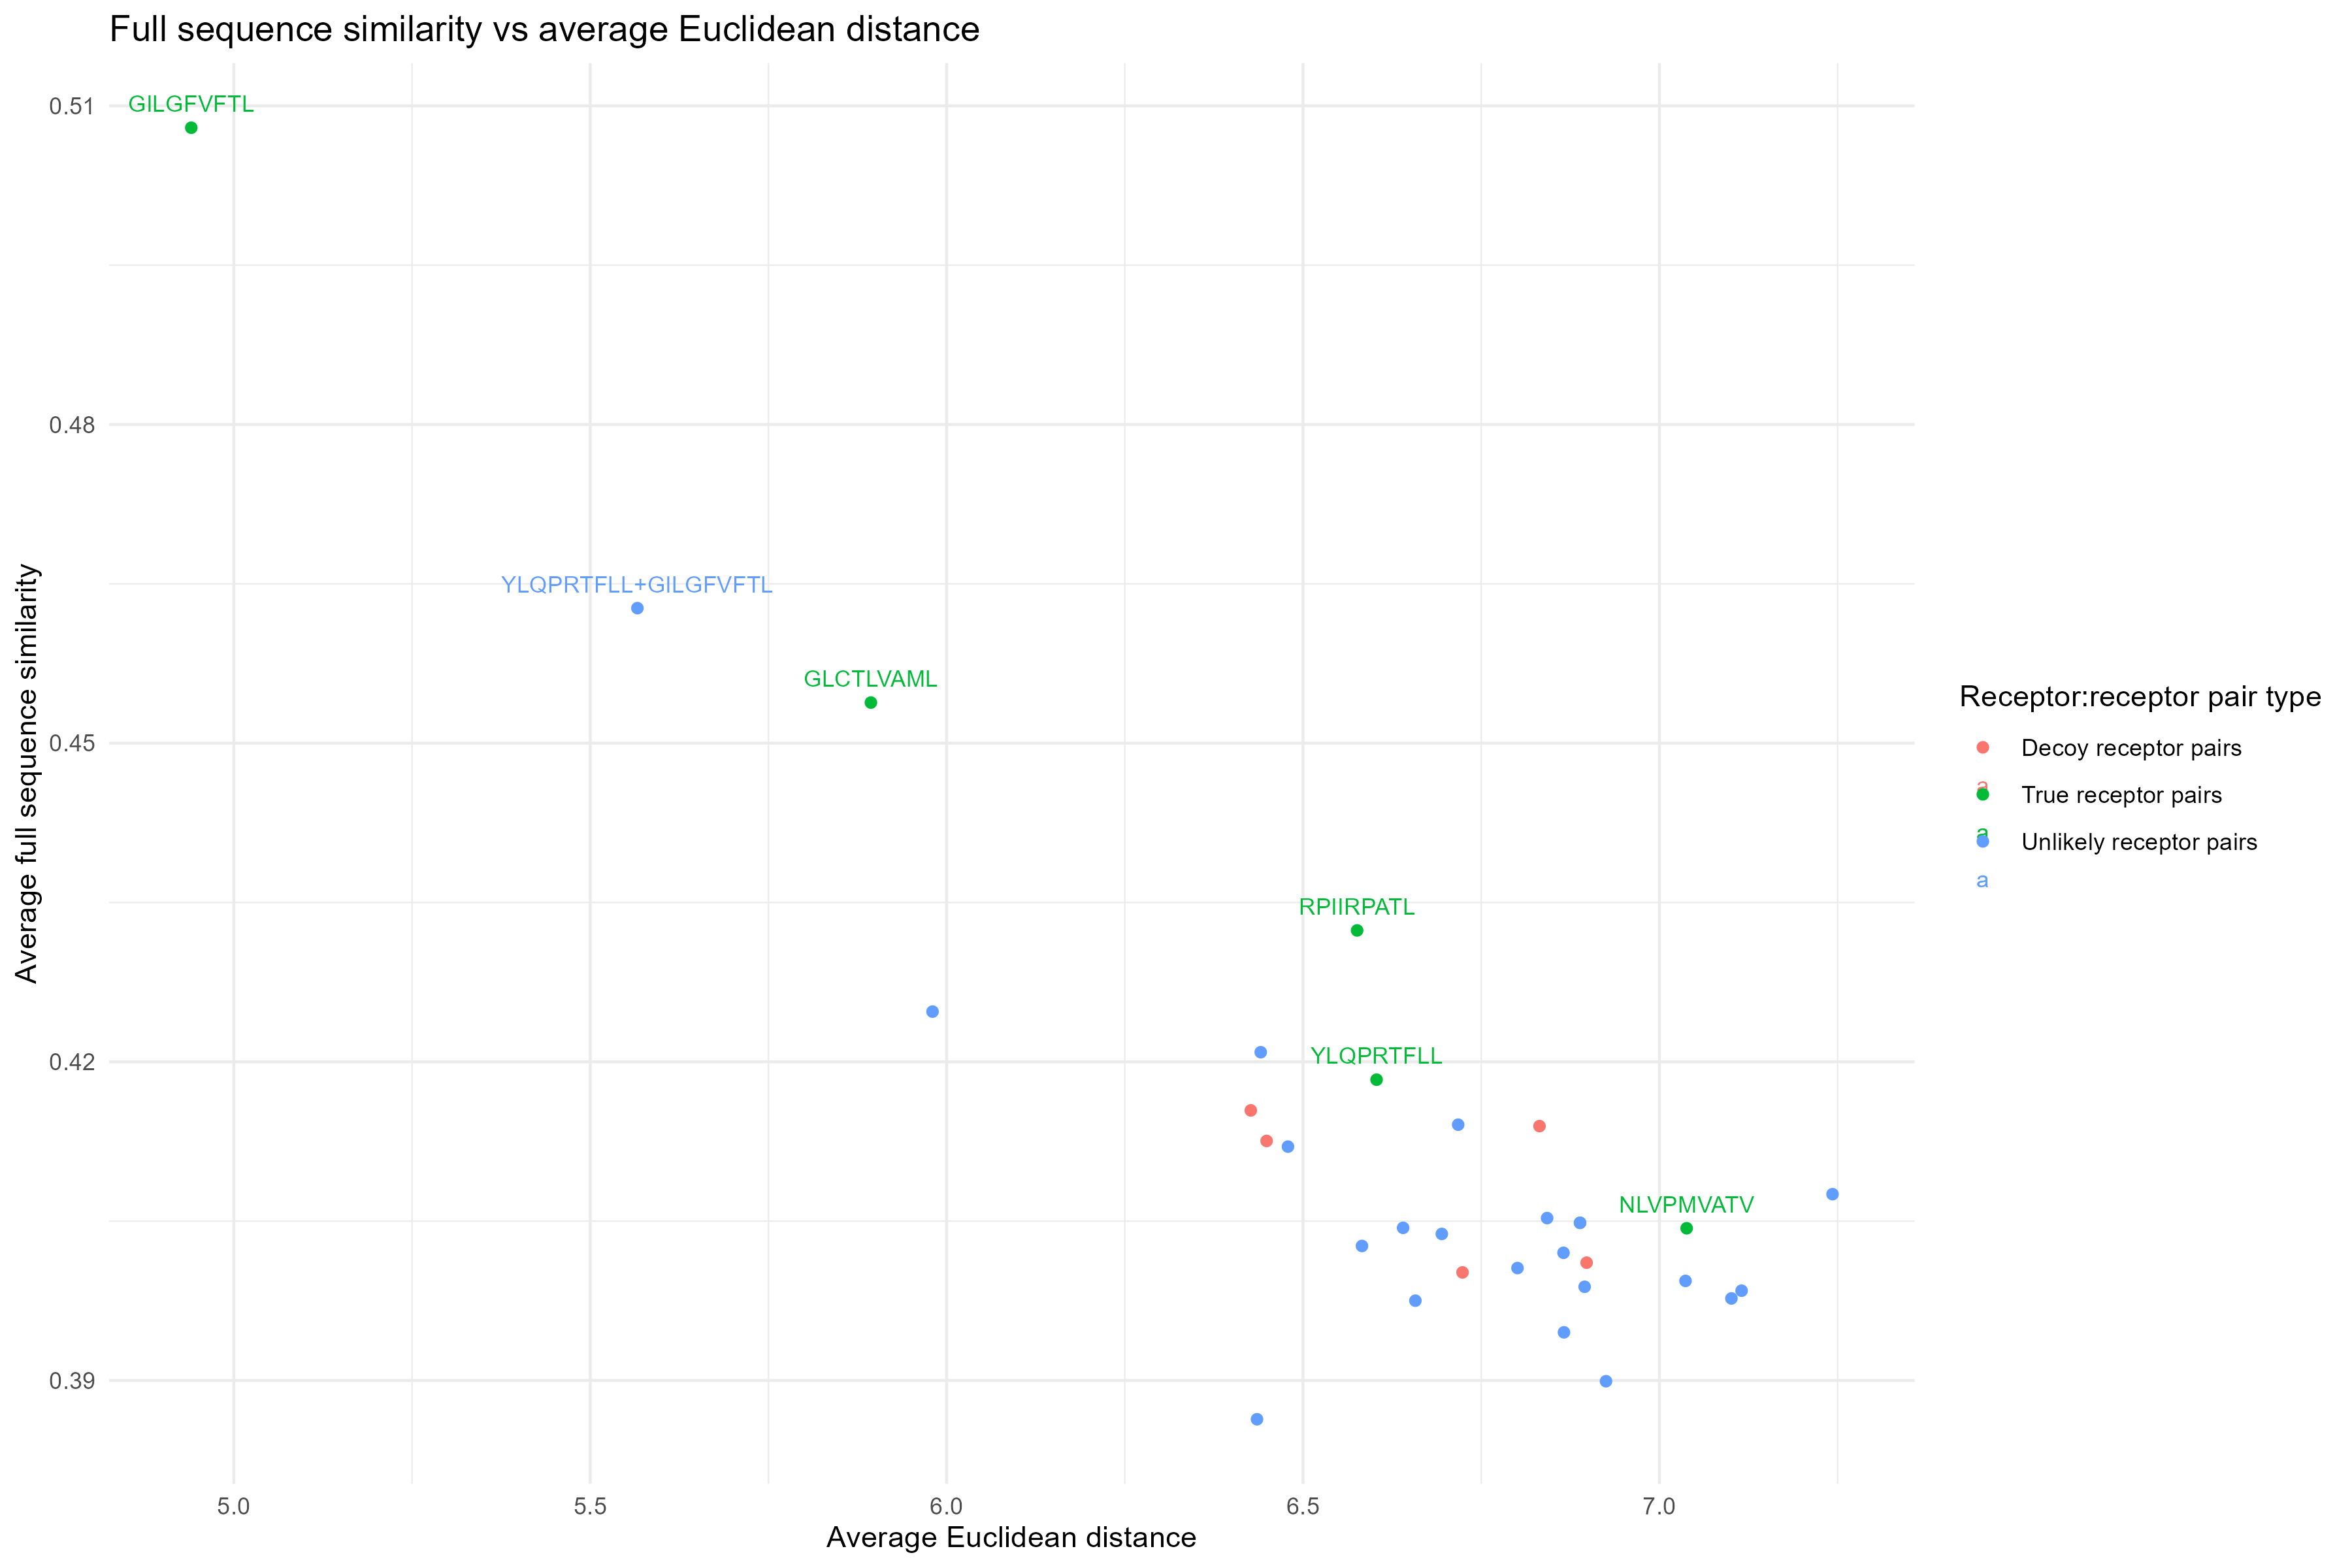 Full sequence similarity vs average Euclidean distance
0.51
0.48
0.45
0.42
0.39
Average full sequence similarity
GILGFVFTL
YLQPRTFLL+GILGFVFTL
GLCTLVAML
RPIIRPATL
YLQPRTFLL
NLVPMVATV
5.0 5.5 6.0 6.5 7.0
Average Euclidean distance
Receptor:receptor pair type
Decoy receptor pairs
a
True receptor pairs
a
Unlikely receptor pairs
a